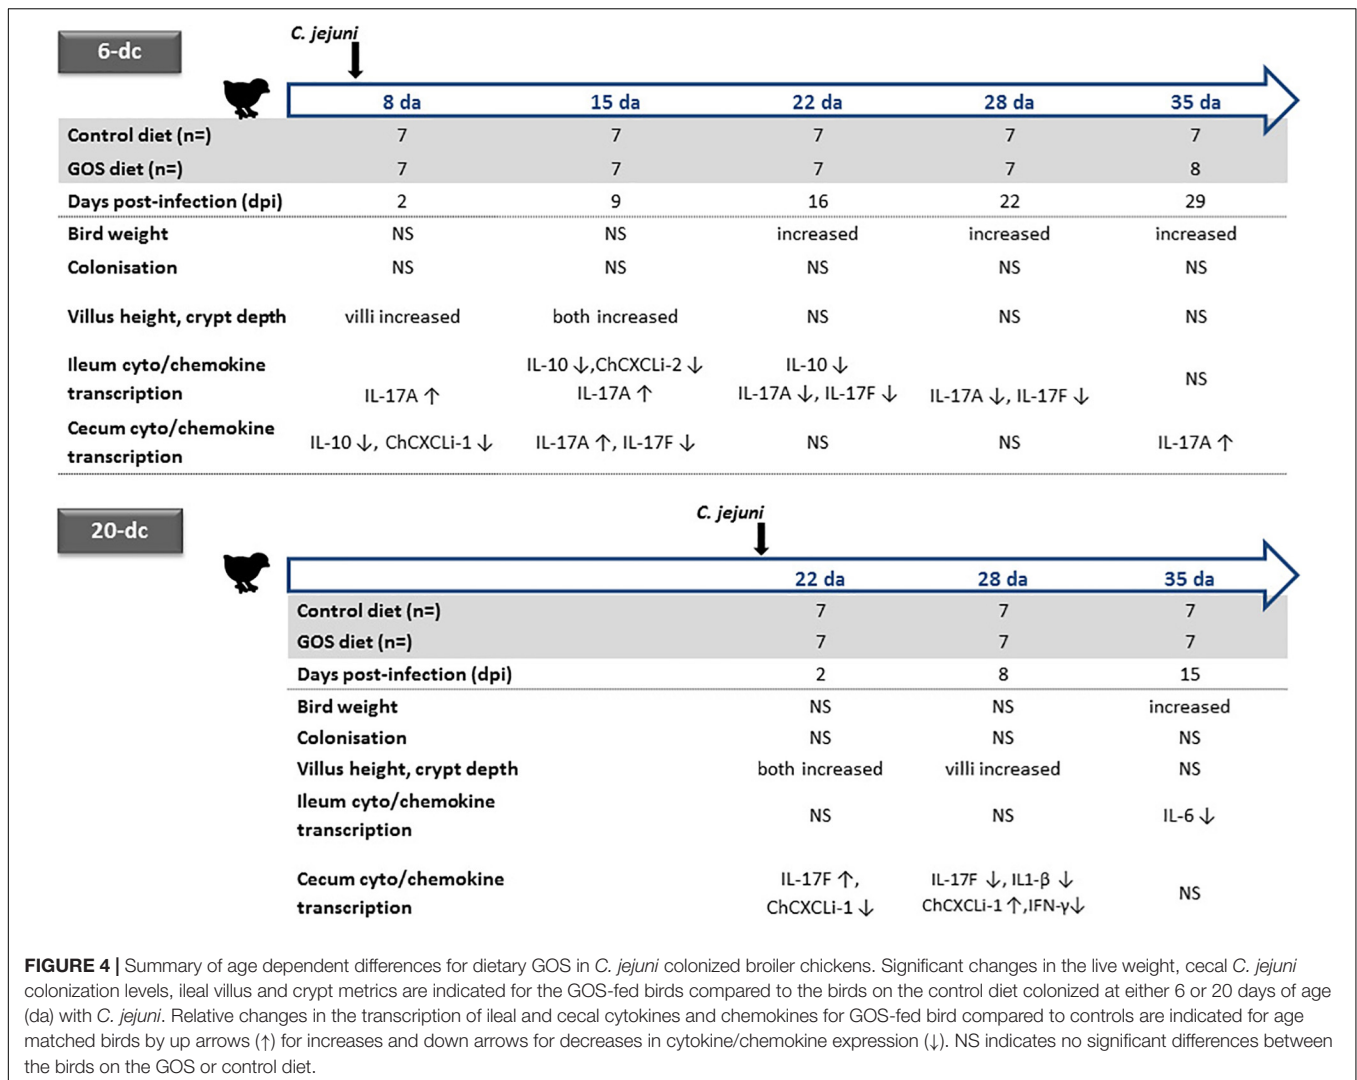 C. jejuni
6-dc
8 da 15 da 22 da 28 da 35 da
Control diet (n=) 7 7 7 7 7
GOS diet (n=) 7 7 7 7 8
Days post-infection (dpi) 2 9 16 22 29
Bird weight NS NS increased increased increased
Colonisation NS NS NS NS NS
Villus height, crypt depth villi increased both increased NS NS NS
Ileum cyto/chemokine IL-10 ↓,ChCXCLi-2 ↓ IL-10 ↓ NS
transcription IL-17A ↑ IL-17A ↑ IL-17A ↓, IL-17F ↓ IL-17A ↓, IL-17F ↓
Cecum cyto/chemokine IL-10 ↓, ChCXCLi-1 ↓ IL-17A ↑, IL-17F ↓ NS NS IL-17A ↑
transcription
C. jejuni
20-dc
22 da 28 da 35 da
Control diet (n=) 7 7 7
GOS diet (n=) 7 7 7
Days post-infection (dpi) 2 8 15
Bird weight NS NS increased
Colonisation NS NS NS
Villus height, crypt depth both increased villi increased NS
Ileum cyto/chemokine NS NS IL-6 ↓
transcription
Cecum cyto/chemokine IL-17F ↑, IL-17F ↓, IL1-β ↓ NS
transcription ChCXCLi-1 ↓ ChCXCLi-1 ↑,IFN-γ↓
FIGURE 4 | Summary of age dependent differences for dietary GOS in C. jejuni colonized broiler chickens. Significant changes in the live weight, cecal C. jejuni
colonization levels, ileal villus and crypt metrics are indicated for the GOS-fed birds compared to the birds on the control diet colonized at either 6 or 20 days of age
(da) with C. jejuni. Relative changes in the transcription of ileal and cecal cytokines and chemokines for GOS-fed bird compared to controls are indicated for age
matched birds by up arrows (↑) for increases and down arrows for decreases in cytokine/chemokine expression (↓). NS indicates no significant differences between
the birds on the GOS or control diet.